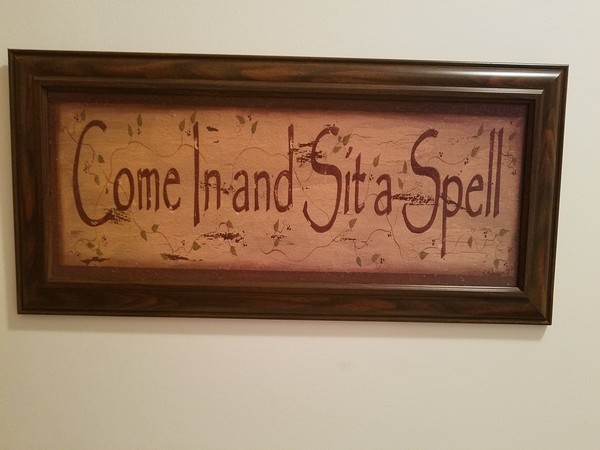 Come In and Sit a Spell